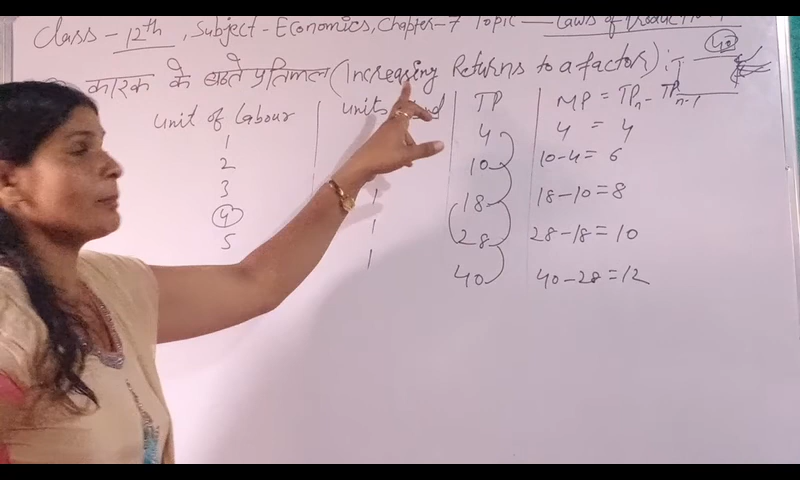 Class - 12th, Subject - Economics, Chapter - 7 Topic — Laws of Production
कारक के बढ़ते प्रतिफल (Increasing Returns to a factor) :-
unit of Labour units TP MP = TPn - TPn-1
1 4 4 = 4
2 10 10-4 = 6
3 1 18 18-10 = 8
4 1 28 28-18 = 10
5 1 40 40-28 = 12